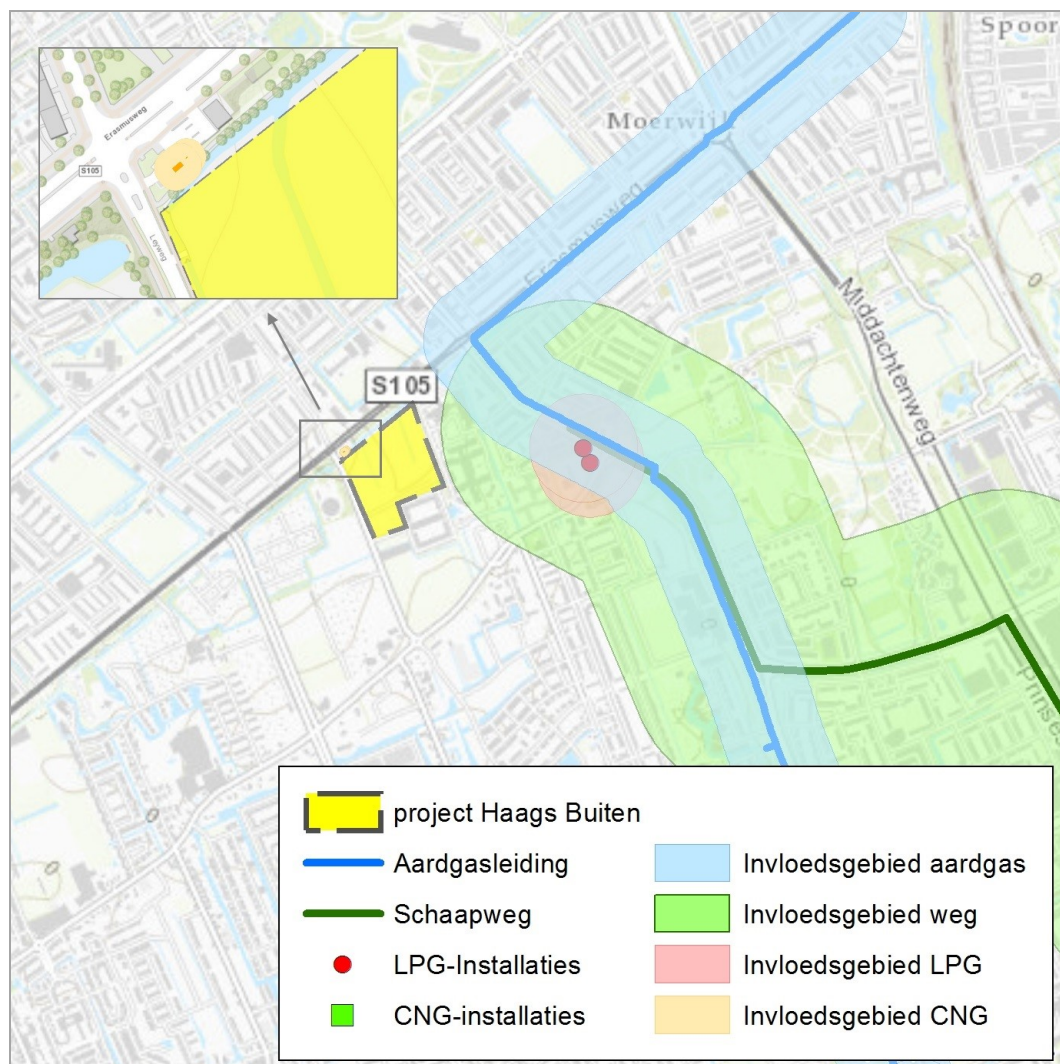 Spoor
Moerwijk
Erasmusweg
S105
Leyweg
Erasmusweg
Middachtenweg
S105
project Haags Buiten
Aardgasleiding
Schaapweg
LPG-Installaties
CNG-installaties
Invloedsgebied aardgas
Invloedsgebied weg
Invloedsgebied LPG
Invloedsgebied CNG